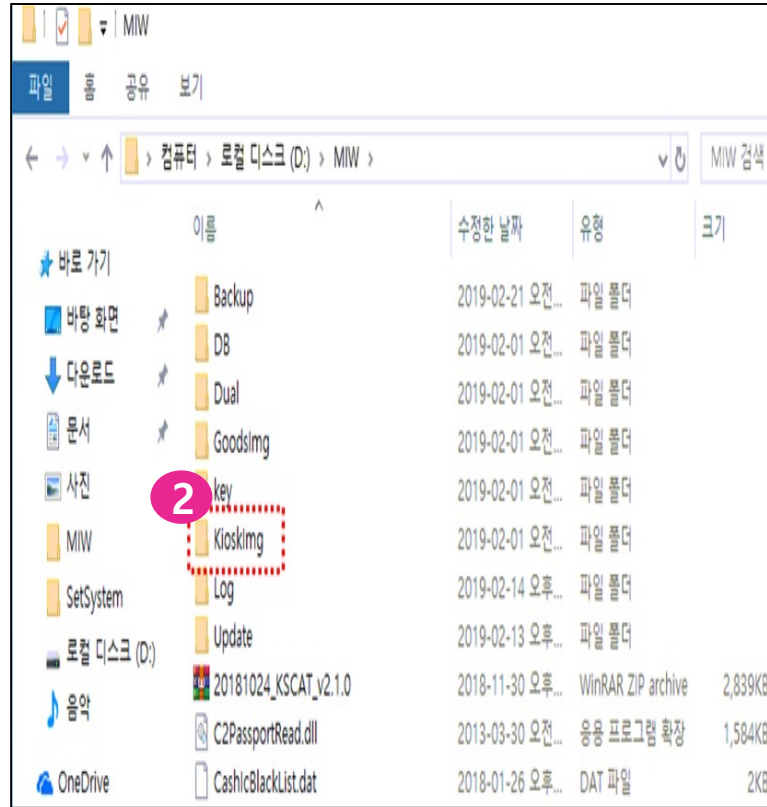 MIW
파일 홈 공유 보기
컴퓨터 > 로컬 디스크 (D:) > MIW > MIW 검색
이름 수정한 날짜 유형 크기
바로 가기
바탕 화면
다운로드
문서
사진
MIW
SetSystem
로컬 디스크 (D:)
음악
OneDrive
Backup 2019-02-21 오전... 파일 폴더
DB 2019-02-01 오전... 파일 폴더
Dual 2019-02-01 오전... 파일 폴더
GoodsImg 2019-02-01 오전... 파일 폴더
key 2019-02-01 오전... 파일 폴더
2
KioskImg 2019-02-01 오전... 파일 폴더
Log 2019-02-14 오후... 파일 폴더
Update 2019-02-13 오후... 파일 폴더
20181024_KSCAT_v2.1.0 2018-11-30 오후... WinRAR ZIP archive 2,839KB
C2PassportRead.dll 2013-03-30 오전... 응용 프로그램 확장 1,584KB
CashIcBlackList.dat 2018-01-26 오후... DAT 파일 2KB